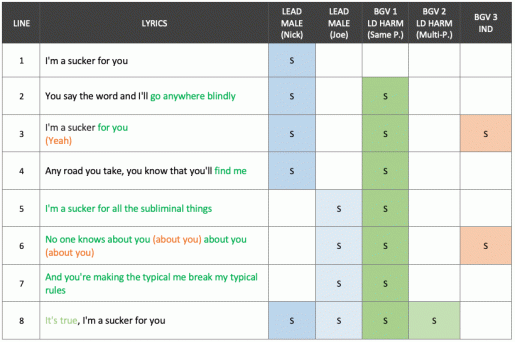 LINE LYRICS LEAD MALE (Nick) LEAD MALE (Joe) BGV 1 LD HARM (Same P.) BGV 2 LD HARM (Multi-P.) BGV 3 IND
1 I'm a sucker for you S
2 You say the word and I'll go anywhere blindly S S
3 I'm a sucker for you S S S
(Yeah)
4 Any road you take, you know that you'll find me S S
5 I'm a sucker for all the subliminal things S S
6 No one knows about you (about you) about you S S S
(about you)
7 And you're making the typical me break my typical S S
rules
8 It's true, I'm a sucker for you S S S S